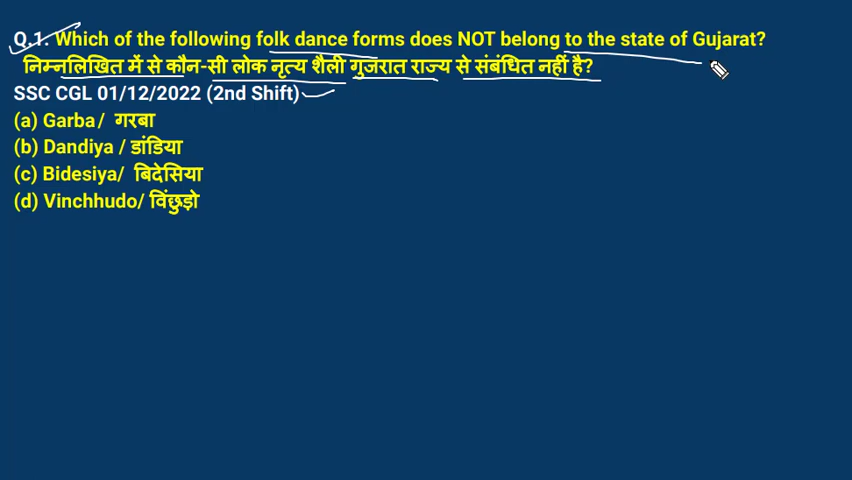 Q.1. Which of the following folk dance forms does NOT belong to the state of Gujarat?
निम्नलिखित में से कौन-सी लोक नृत्य शैली गुजरात राज्य से संबंधित नहीं है?
SSC CGL 01/12/2022 (2nd Shift)
(a) Garba/ गरबा
(b) Dandiya / डांडिया
(c) Bidesiya/ बिदेसिया
(d) Vinchhudo/ विंछुड़ो